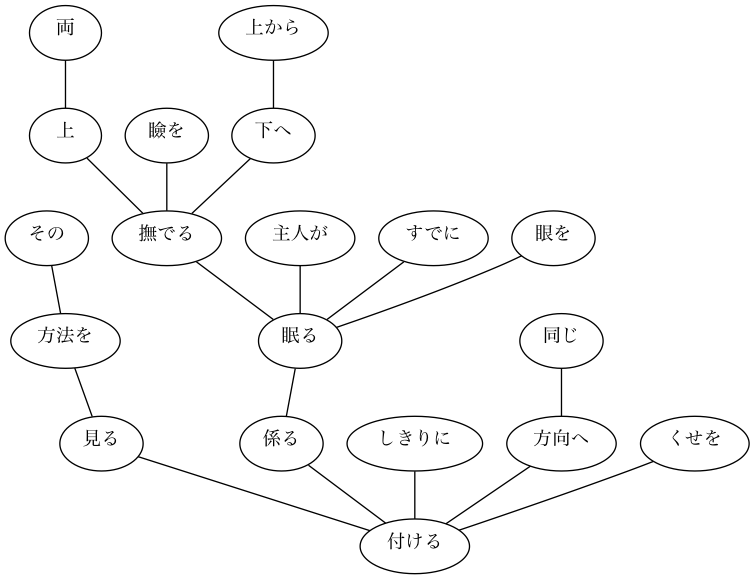 両
上から
上
瞼を
下へ
その
撫でる
主人が
すでに
眼を
方法を
眠る
同じ
見る
係る
しきりに
方向へ
くせを
付ける